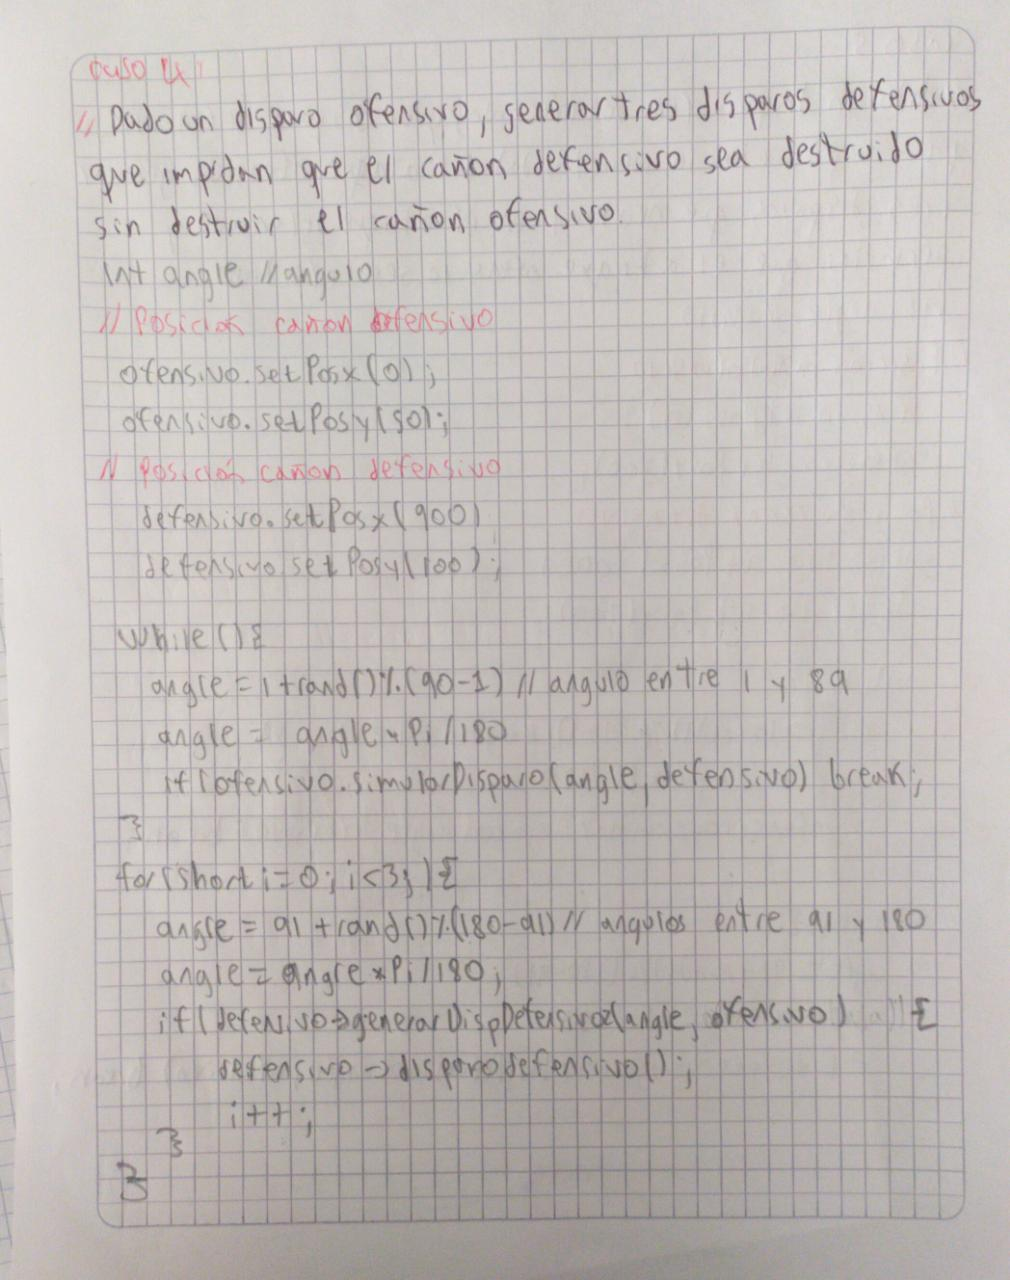 caso 4
// Dado un disparo ofensivo, generar tres disparos defensivos
que impidan que el cañon defensivo sea destruido
sin destruir el cañon ofensivo.
Int angle //angulo
// Posición cañon ofensivo
ofensivo.setPosx(0);
ofensivo.setPosy(50);
// Posición cañon defensivo
defensivo.setPosx(900)
defensivo.setPosy(100);
while(){
angle = 1+rand()%(90-1) // angulo entre 1 y 89
angle = angle * Pi/180
if(ofensivo.simularDisparo(angle, defensivo) break;
}
for(short i=0; i<3;){
angle = 91+rand()%(180-91) // angulos entre 91 y 180
angle = angle*Pi/180;
if(defensivo->generarDispDefensivo2(angle, ofensivo) {
defensivo->disparodefensivo();
i++;
}
}